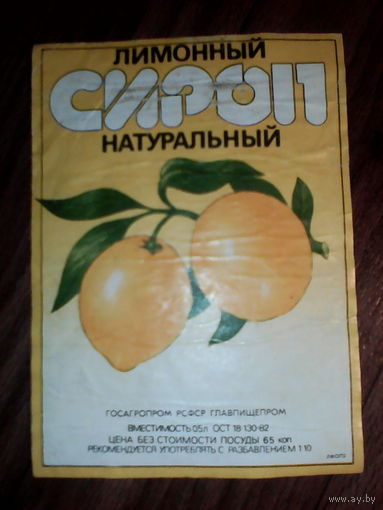 ЛИМОННЫЙ
СИРОП
НАТУРАЛЬНЫЙ
ГОСАГРОПРОМ РСФСР ГЛАВПИЩЕПРОМ
ВМЕСТИМОСТЬ 0,5л ОСТ 18-130-82
ЦЕНА БЕЗ СТОИМОСТИ ПОСУДЫ 65 коп
РЕКОМЕНДУЕТСЯ УПОТРЕБЛЯТЬ С РАЗБАВЛЕНИЕМ 1:10
www.ay.by